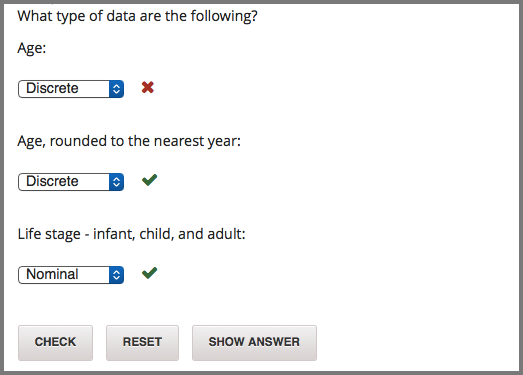 What type of data are the following?
Age:
Discrete
Age, rounded to the nearest year:
Discrete
Life stage - infant, child, and adult:
Nominal
CHECK RESET SHOW ANSWER